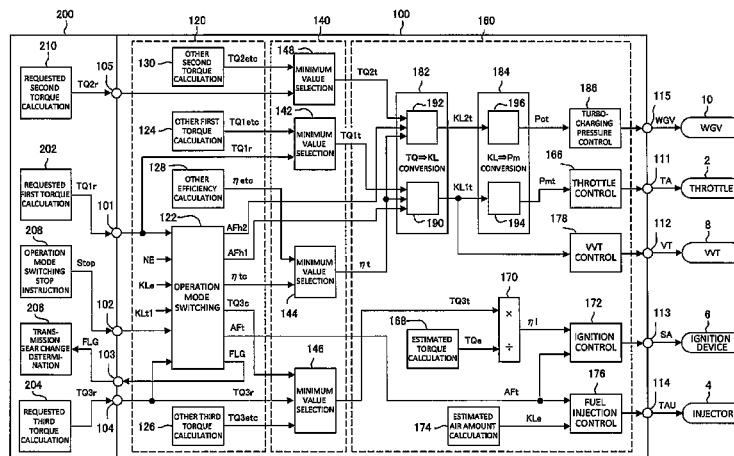 200
120
140
100
160
210
REQUESTED
SECOND
TORQUE
CALCULATION
TQ2r
105
130
OTHER
SECOND
TORQUE
CALCULATION
TQ2etc
148
MINIMUM
VALUE
SELECTION
TQ2t
182
192
184
196
KL2t
Pct
186
TURBO-
CHARGING
PRESSURE
CONTROL
115
WGV
10
WGV
124
OTHER FIRST
TORQUE
CALCULATION
TQ1etc
TQ1r
142
MINIMUM
VALUE
SELECTION
TQ1t
TQ⇒KL
CONVERSION
KL⇒Pm
CONVERSION
166
THROTTLE
CONTROL
111
TA
2
THROTTLE
202
REQUESTED
FIRST TORQUE
CALCULATION
TQ1r
101
128
OTHER
EFFICIENCY
CALCULATION
ηetc
190
KL1t
194
Pmt
178
VVT
CONTROL
112
VT
8
VVT
208
OPERATION
MODE
SWITCHING
STOP
INSTRUCTION
Stop
102
122
OPERATION
MODE
SWITCHING
NE
KLe
KLt1
AFh2
AFh1
ηtc
TQ3c
AFt
FLG
144
MINIMUM
VALUE
SELECTION
ηt
170
×
÷
TQ3t
168
ESTIMATED
TORQUE
CALCULATION
TQe
ηi
172
IGNITION
CONTROL
113
SA
6
IGNITION
DEVICE
206
TRANS-
MISSION
GEAR CHANGE
DETERMINATION
FLG
103
146
MINIMUM
VALUE
SELECTION
AFt
176
FUEL
INJECTION
CONTROL
114
TAU
4
INJECTOR
204
REQUESTED
THIRD TORQUE
CALCULATION
TQ3r
104
TQ3r
126
OTHER THIRD
TORQUE
CALCULATION
TQ3etc
174
ESTIMATED
AIR AMOUNT
CALCULATION
KLe